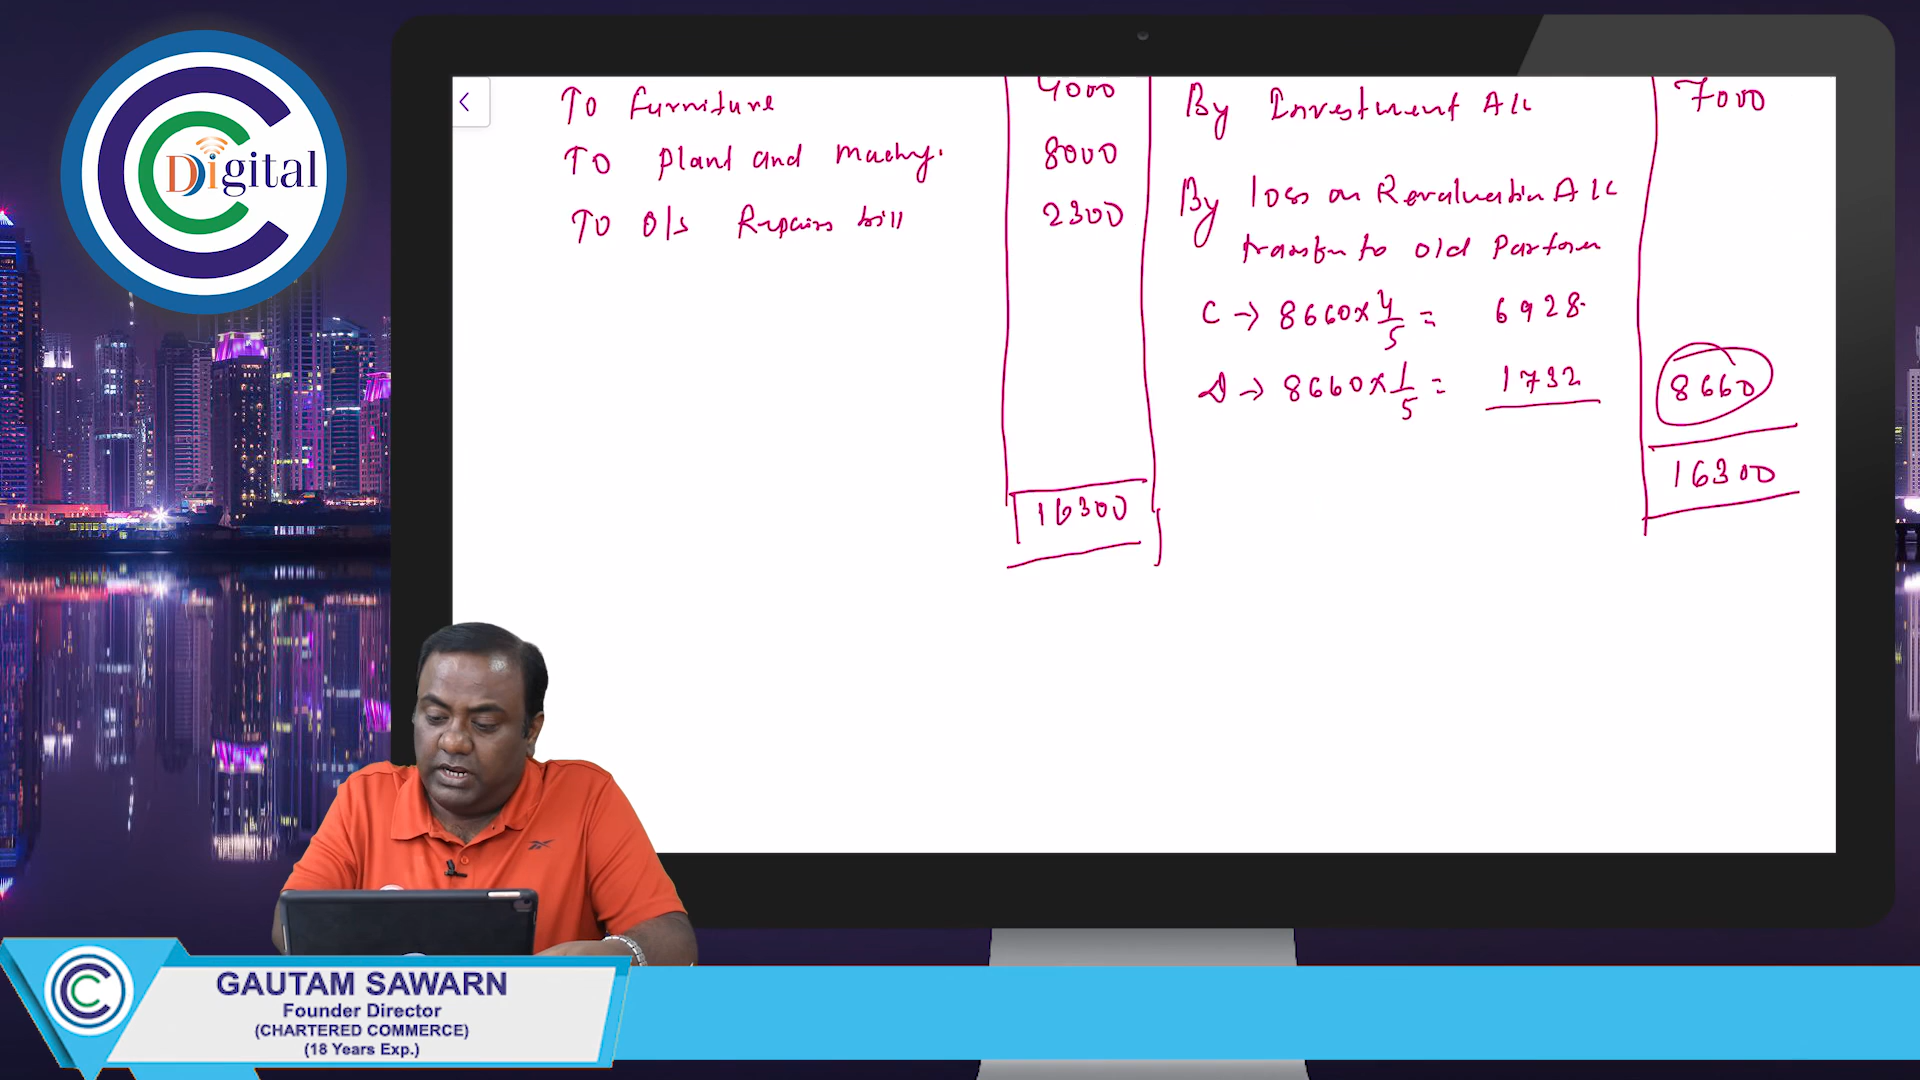 Digital
To Furniture 4000 By Investment A/c 7000
To Plant and Machy. 8000
To O/s Repairs bill 2300
By loss on Revaluation A/c
transfer to old Partner
C → 8660 × 4/5 = 6928
D → 8660 × 1/5 = 1732 8660
16300 16300
GAUTAM SAWARN
Founder Director
(CHARTERED COMMERCE)
(18 Years Exp.)